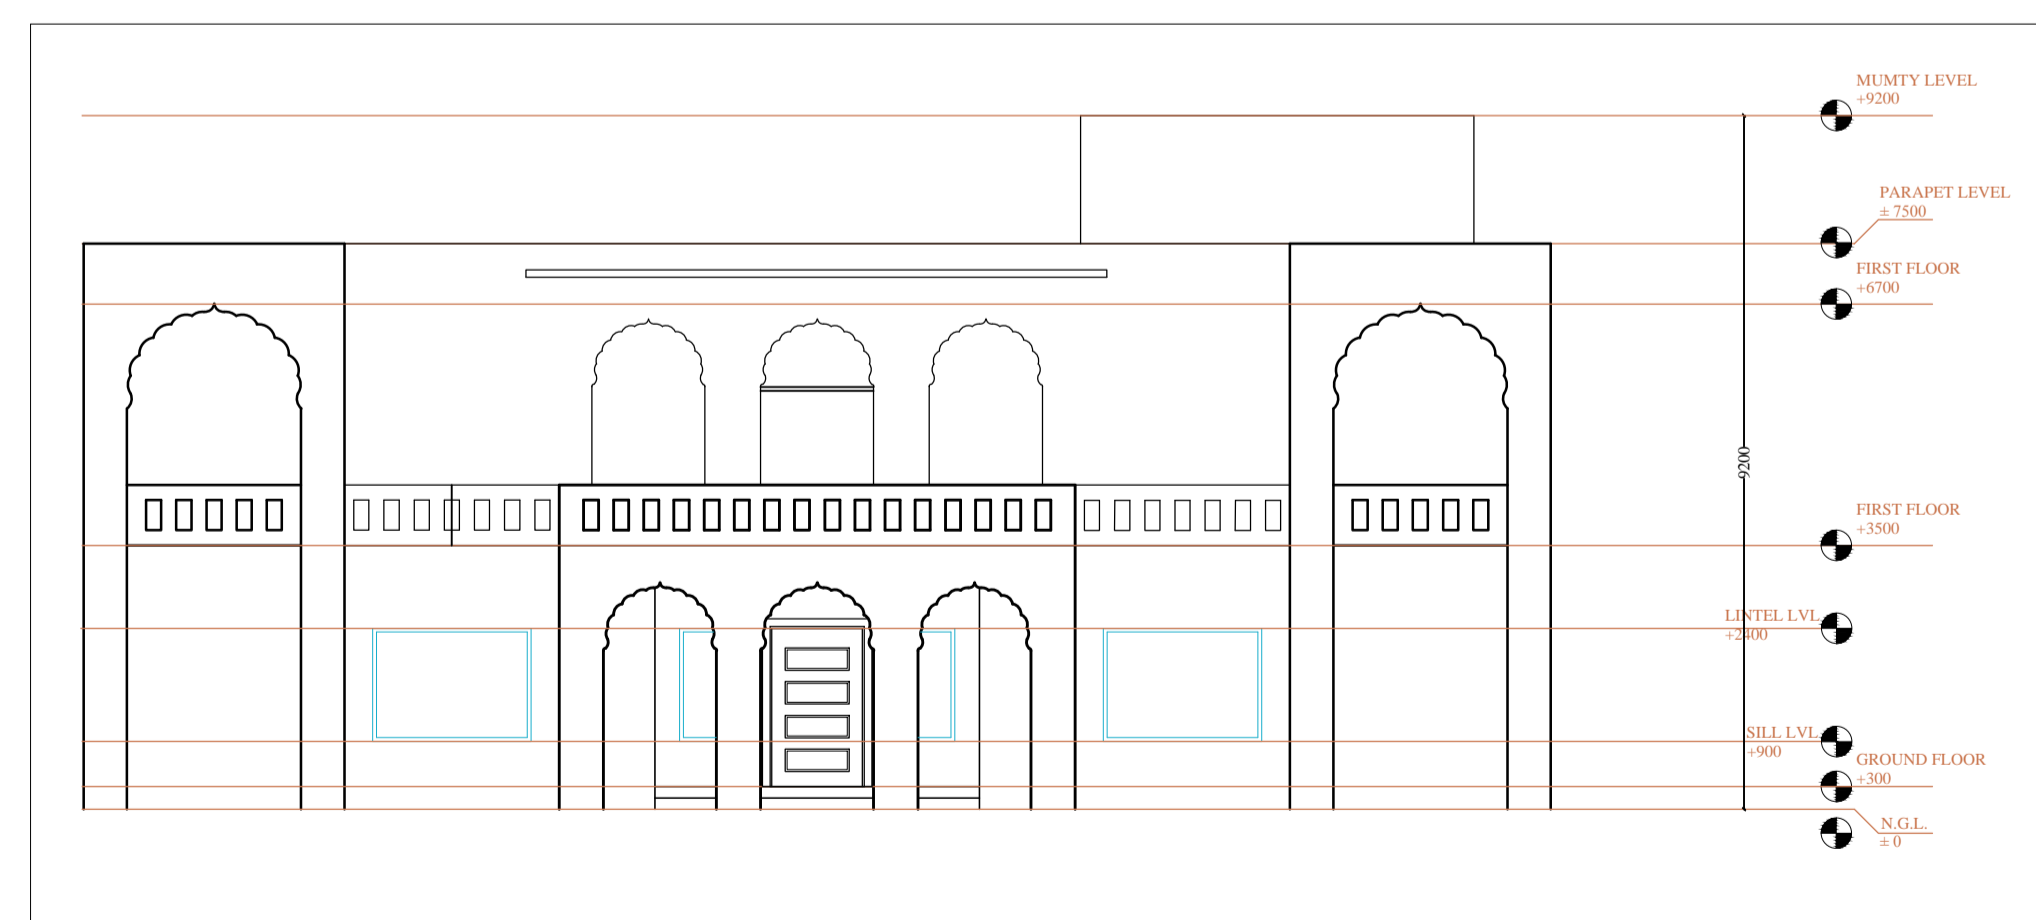 MUMTY LEVEL
+9200
PARAPET LEVEL
± 7500
FIRST FLOOR
+6700
9200
FIRST FLOOR
+3500
LINTEL LVL.
+2400
SILL LVL.
+900
GROUND FLOOR
+300
N.G.L.
± 0